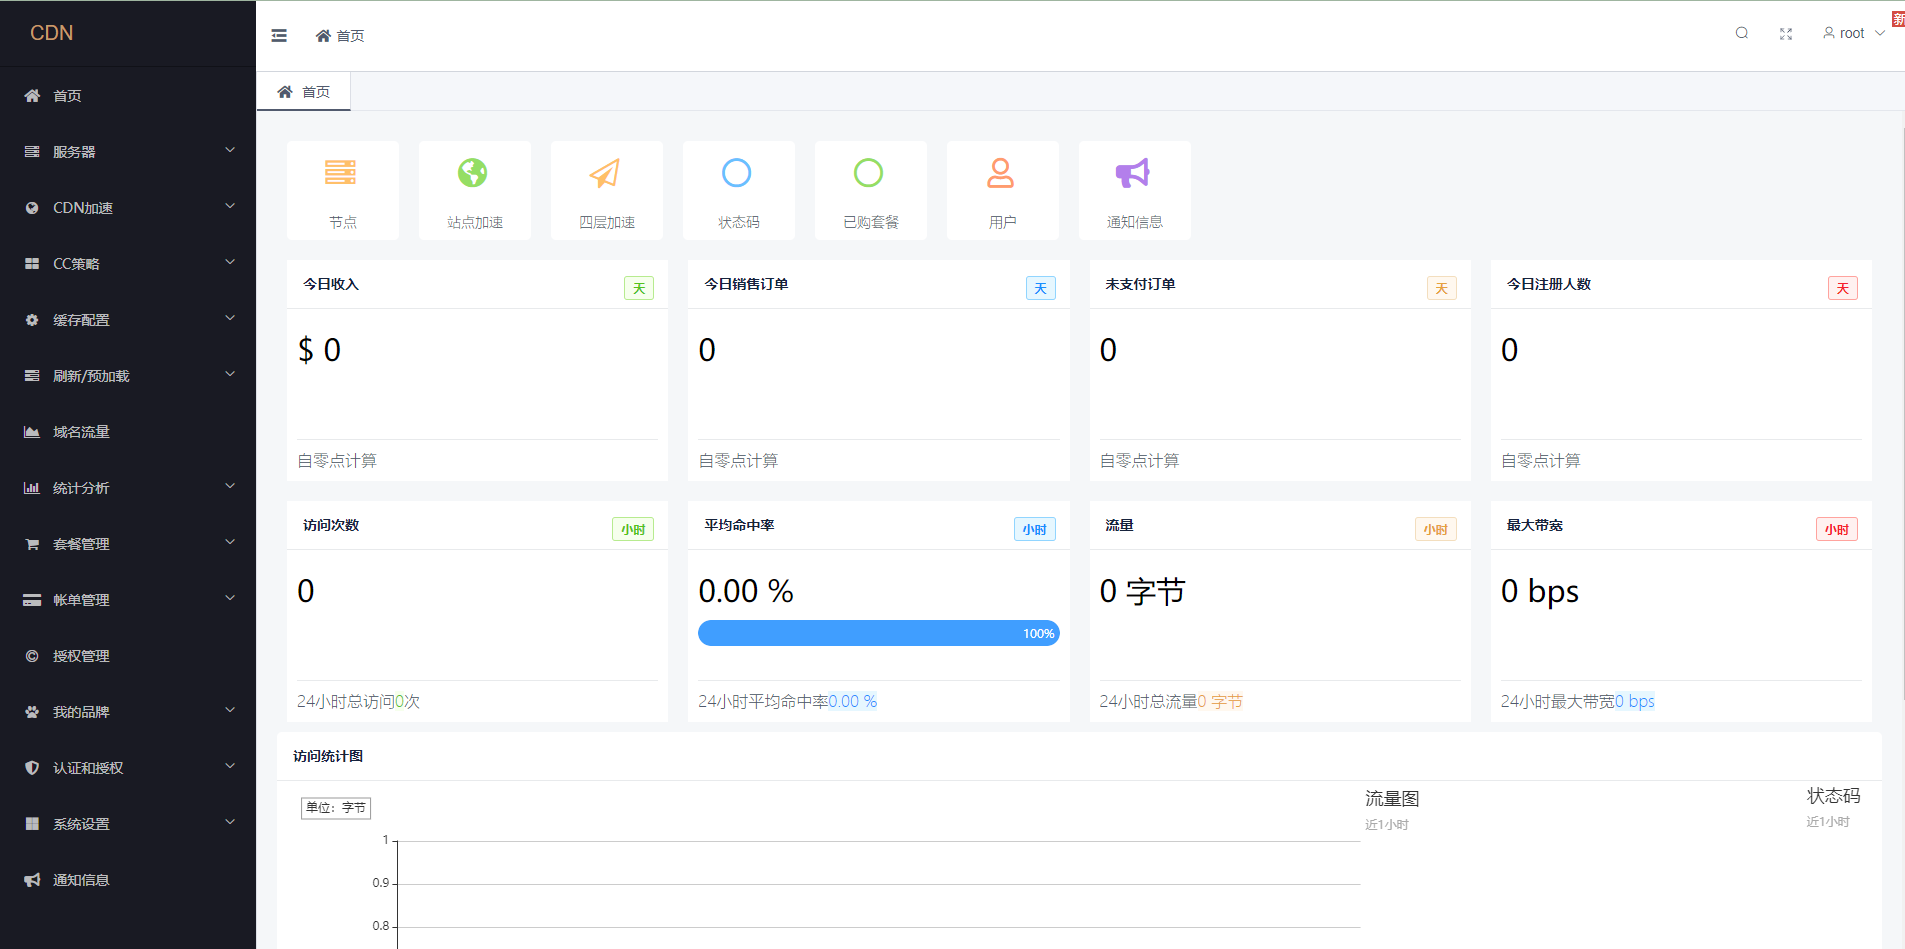 CDN
首页
服务器
CDN加速
CC策略
缓存配置
刷新/预加载
域名流量
统计分析
套餐管理
帐单管理
授权管理
我的品牌
认证和授权
系统设置
通知信息
首页
root
新
首页
节点
站点加速
四层加速
状态码
已购套餐
用户
通知信息
今日收入 天
$ 0
自零点计算
今日销售订单 天
0
自零点计算
未支付订单 天
0
自零点计算
今日注册人数 天
0
自零点计算
访问次数 小时
0
24小时总访问0次
平均命中率 小时
0.00 %
100%
24小时平均命中率0.00 %
流量 小时
0 字节
24小时总流量0 字节
最大带宽 小时
0 bps
24小时最大带宽0 bps
访问统计图
单位：字节
1
0.9
0.8
流量图
近1小时
状态码
近1小时